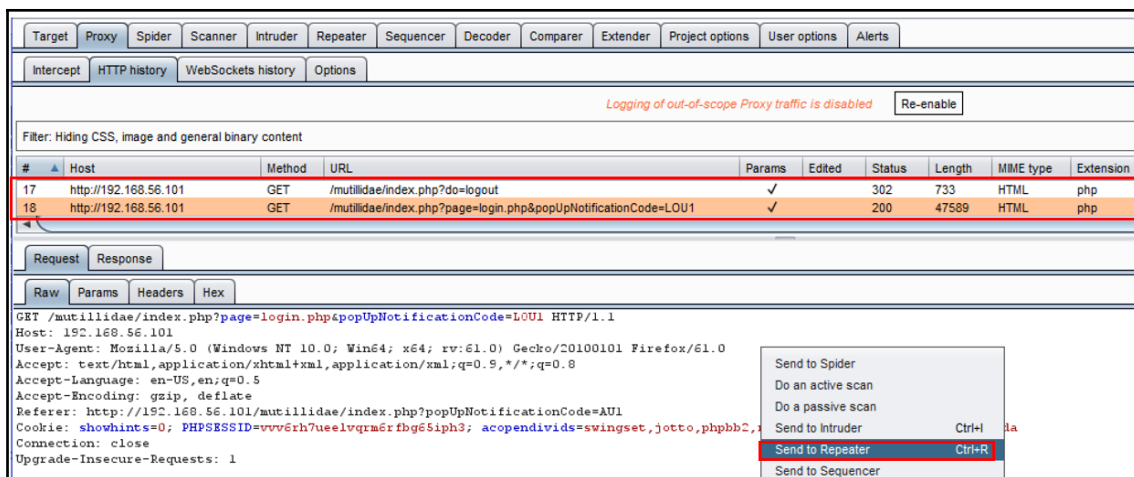 Target Proxy Spider Scanner Intruder Repeater Sequencer Decoder Comparer Extender Project options User options Alerts
Intercept HTTP history WebSockets history Options
Logging of out-of-scope Proxy traffic is disabled Re-enable
Filter: Hiding CSS, image and general binary content
# Host Method URL Params Edited Status Length MIME type Extension
17 http://192.168.56.101 GET /mutillidae/index.php?do=logout ✓ 302 733 HTML php
18 http://192.168.56.101 GET /mutillidae/index.php?page=login.php&popUpNotificationCode=LOU1 ✓ 200 47589 HTML php
Request Response
Raw Params Headers Hex
GET /mutillidae/index.php?page=login.php&popUpNotificationCode=LOU1 HTTP/1.1
Host: 192.168.56.101
User-Agent: Mozilla/5.0 (Windows NT 10.0; Win64; x64; rv:61.0) Gecko/20100101 Firefox/61.0
Accept: text/html,application/xhtml+xml,application/xml;q=0.9,*/*;q=0.8
Accept-Language: en-US,en;q=0.5
Accept-Encoding: gzip, deflate
Referer: http://192.168.56.101/mutillidae/index.php?popUpNotificationCode=AU1
Cookie: showhints=0; PHPSESSID=vvv6rh7ueelvqrm6rfbg65iph3; acopendivids=swingset,jotto,phpbb2,
Connection: close
Upgrade-Insecure-Requests: 1
Send to Spider
Do an active scan
Do a passive scan
Send to Intruder Ctrl+I
Send to Repeater Ctrl+R
Send to Sequencer